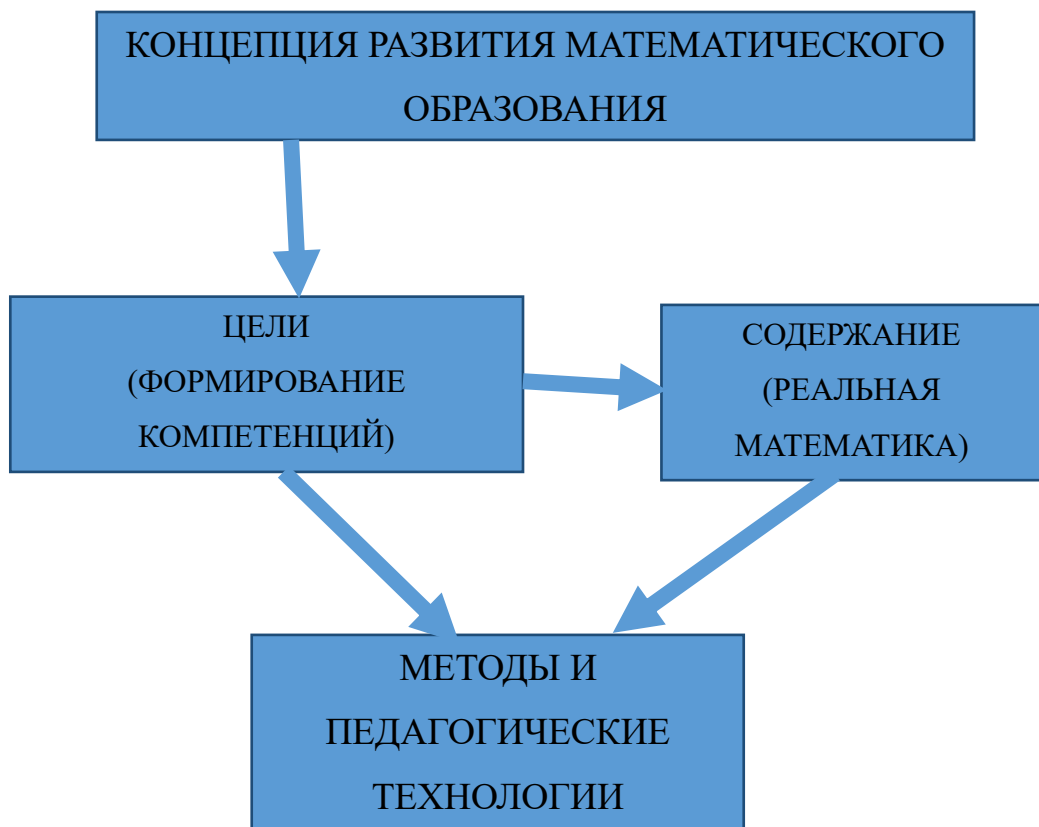 КОНЦЕПЦИЯ РАЗВИТИЯ МАТЕМАТИЧЕСКОГО
ОБРАЗОВАНИЯ
ЦЕЛИ
(ФОРМИРОВАНИЕ
КОМПЕТЕНЦИЙ)
СОДЕРЖАНИЕ
(РЕАЛЬНАЯ
МАТЕМАТИКА)
МЕТОДЫ И
ПЕДАГОГИЧЕСКИЕ
ТЕХНОЛОГИИ